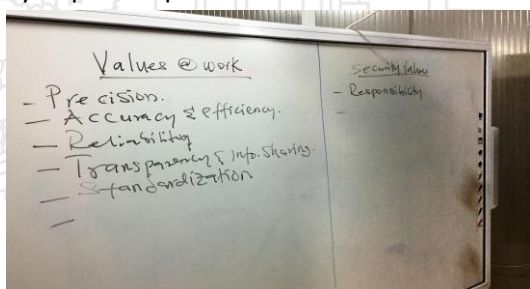 Values @ work
- Precision.
- Accuracy & efficiency.
- Reliability
- Transparency & Info. Sharing.
- Standardization
-
Security Values
- Responsibility
-